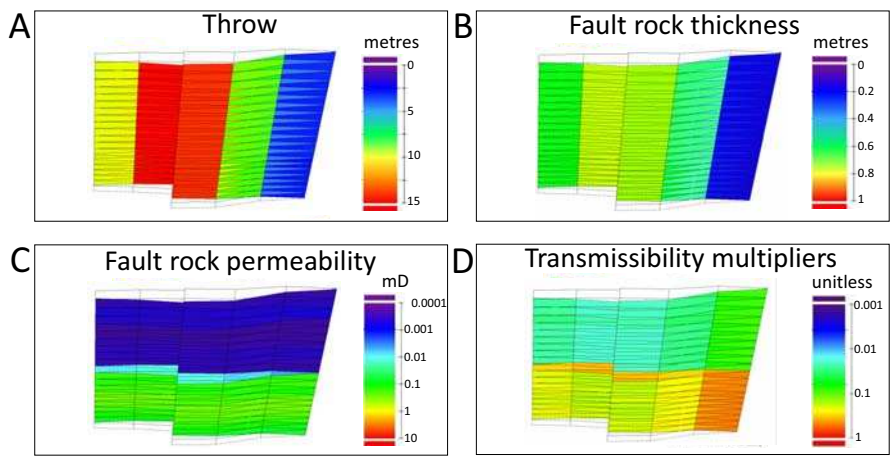 A
Throw
metres
0
5
10
15
B
Fault rock thickness
metres
0
0.2
0.4
0.6
0.8
1
C
Fault rock permeability
mD
0.0001
0.001
0.01
0.1
1
10
D
Transmissibility multipliers
unitless
0.001
0.01
0.1
1